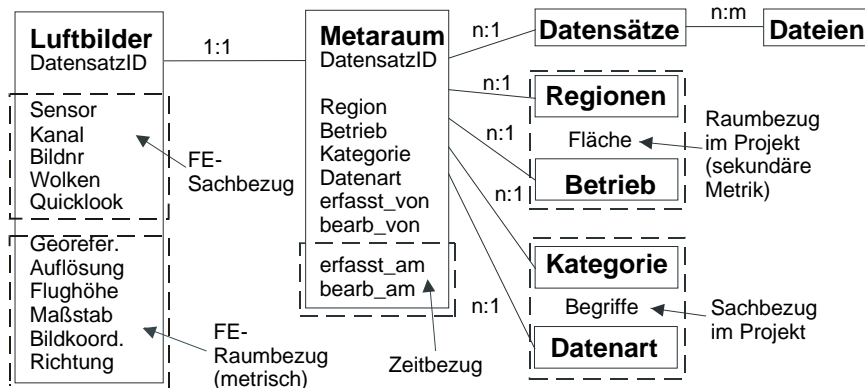 Luftbilder
DatensatzID
Sensor
Kanal
Bildnr
Wolken
Quicklook
Georefer.
Auflösung
Flughöhe
Maßstab
Bildkoord.
Richtung
FE-
Sachbezug
FE-
Raumbezug
(metrisch)
1:1
Metaraum
DatensatzID
Region
Betrieb
Kategorie
Datenart
erfasst_von
bearb_von
erfasst_am
bearb_am
Zeitbezug
n:1
n:1
n:1
n:1
n:1
Datensätze
n:m
Dateien
Regionen
Fläche
Betrieb
Raumbezug
im Projekt
(sekundäre
Metrik)
Kategorie
Begriffe
Datenart
Sachbezug
im Projekt